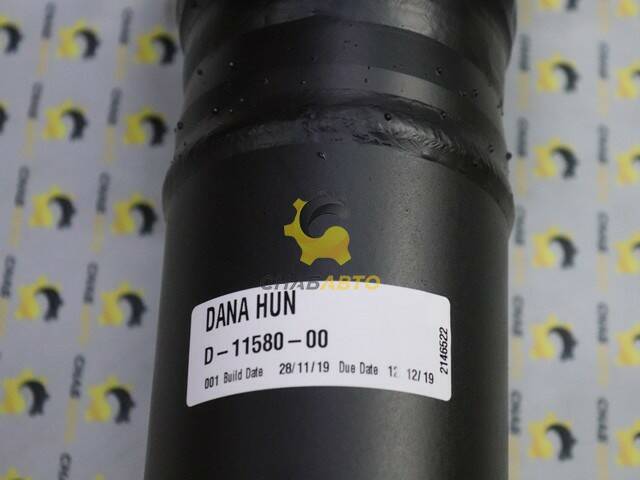 СНАБАВТО
DANA HUN
D-11580-00
001 Build Date 28/11/19 Due Date 12 12/19
2146522